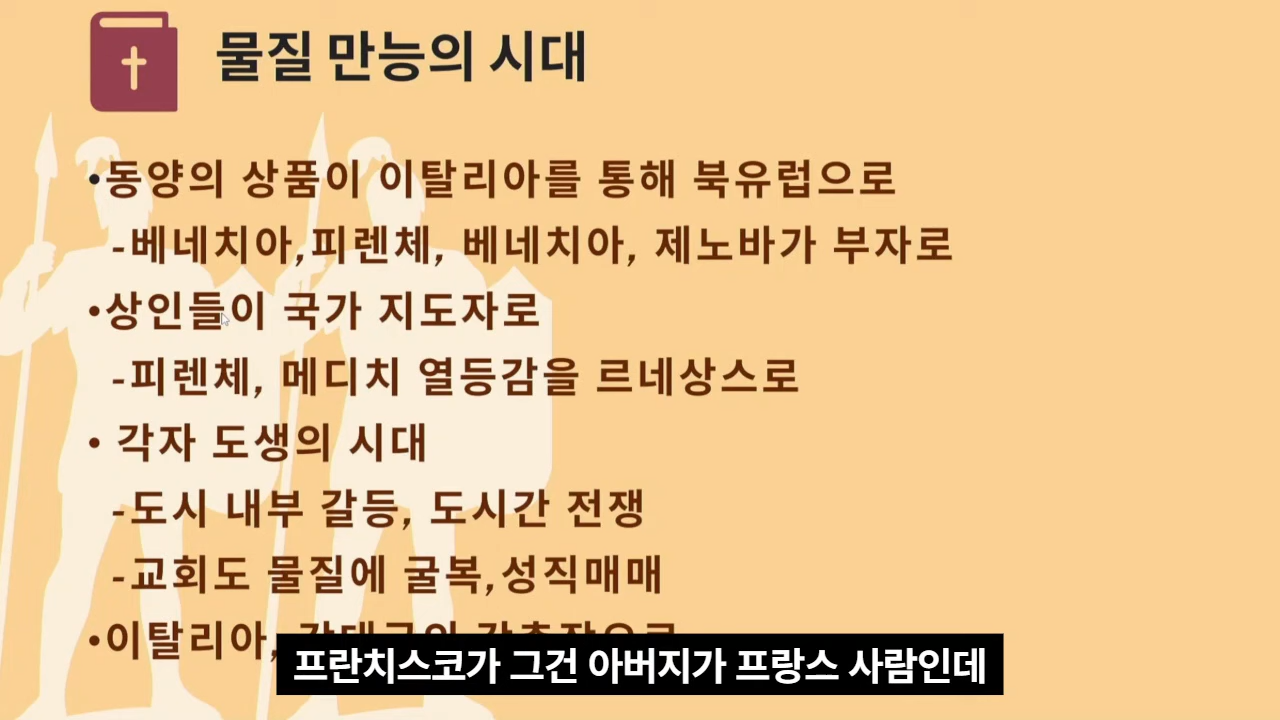 물질 만능의 시대
•동양의 상품이 이탈리아를 통해 북유럽으로
-베네치아,피렌체, 베네치아, 제노바가 부자로
•상인들이 국가 지도자로
-피렌체, 메디치 열등감을 르네상스로
• 각자 도생의 시대
-도시 내부 갈등, 도시간 전쟁
-교회도 물질에 굴복,성직매매
•이탈리아,
프란치스코가 그건 아버지가 프랑스 사람인데